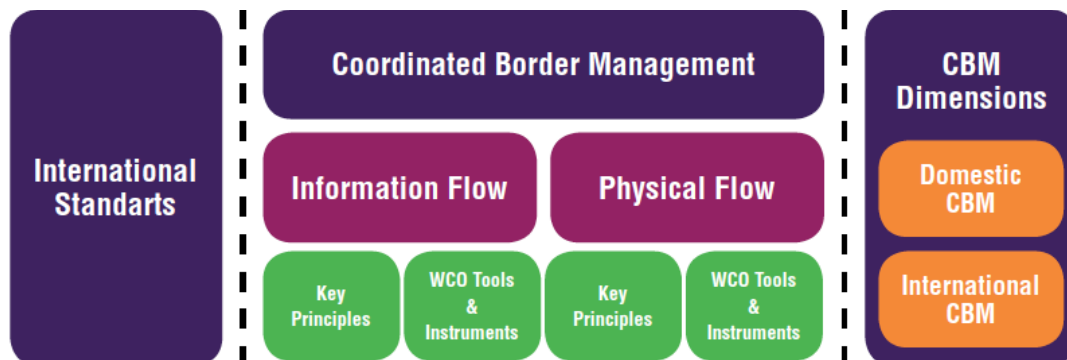 International
Standarts
Coordinated Border Management
Information Flow
Physical Flow
Key
Principles
WCO Tools
&
Instruments
Key
Principles
WCO Tools
&
Instruments
CBM
Dimensions
Domestic
CBM
International
CBM